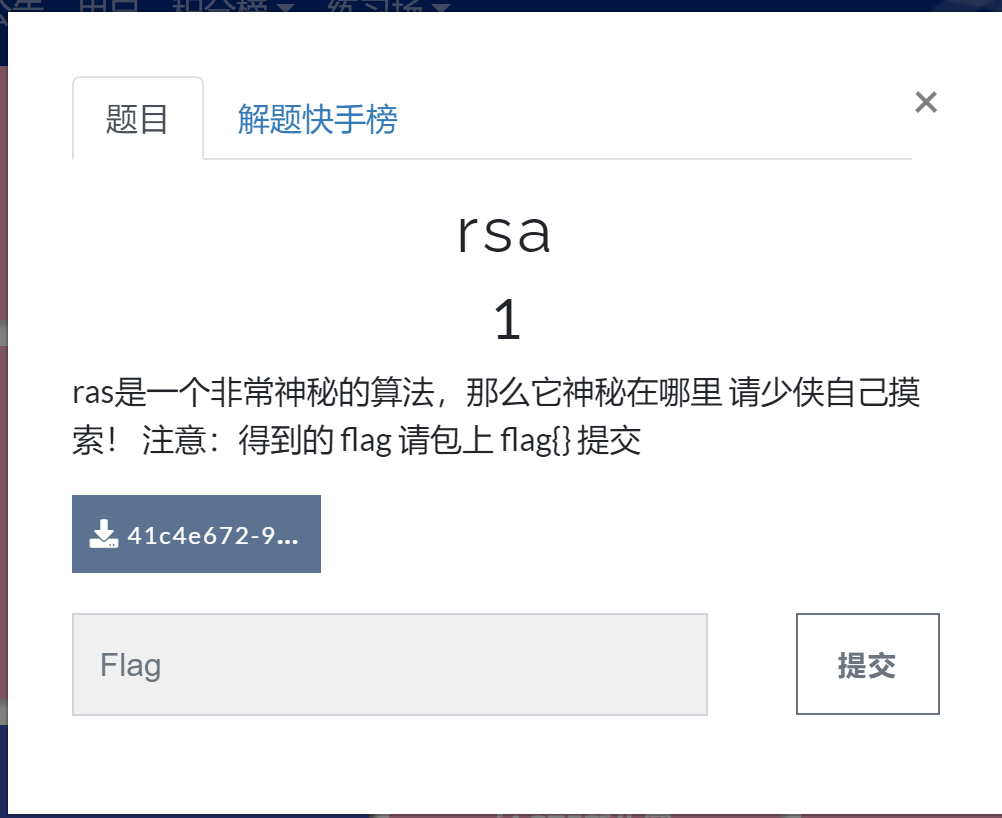 用户 积分榜 练习场
题目 解题快手榜 ×
rsa
1
ras是一个非常神秘的算法，那么它神秘在哪里 请少侠自己摸
索！ 注意：得到的 flag 请包上 flag{} 提交
41c4e672-9...
Flag 提交